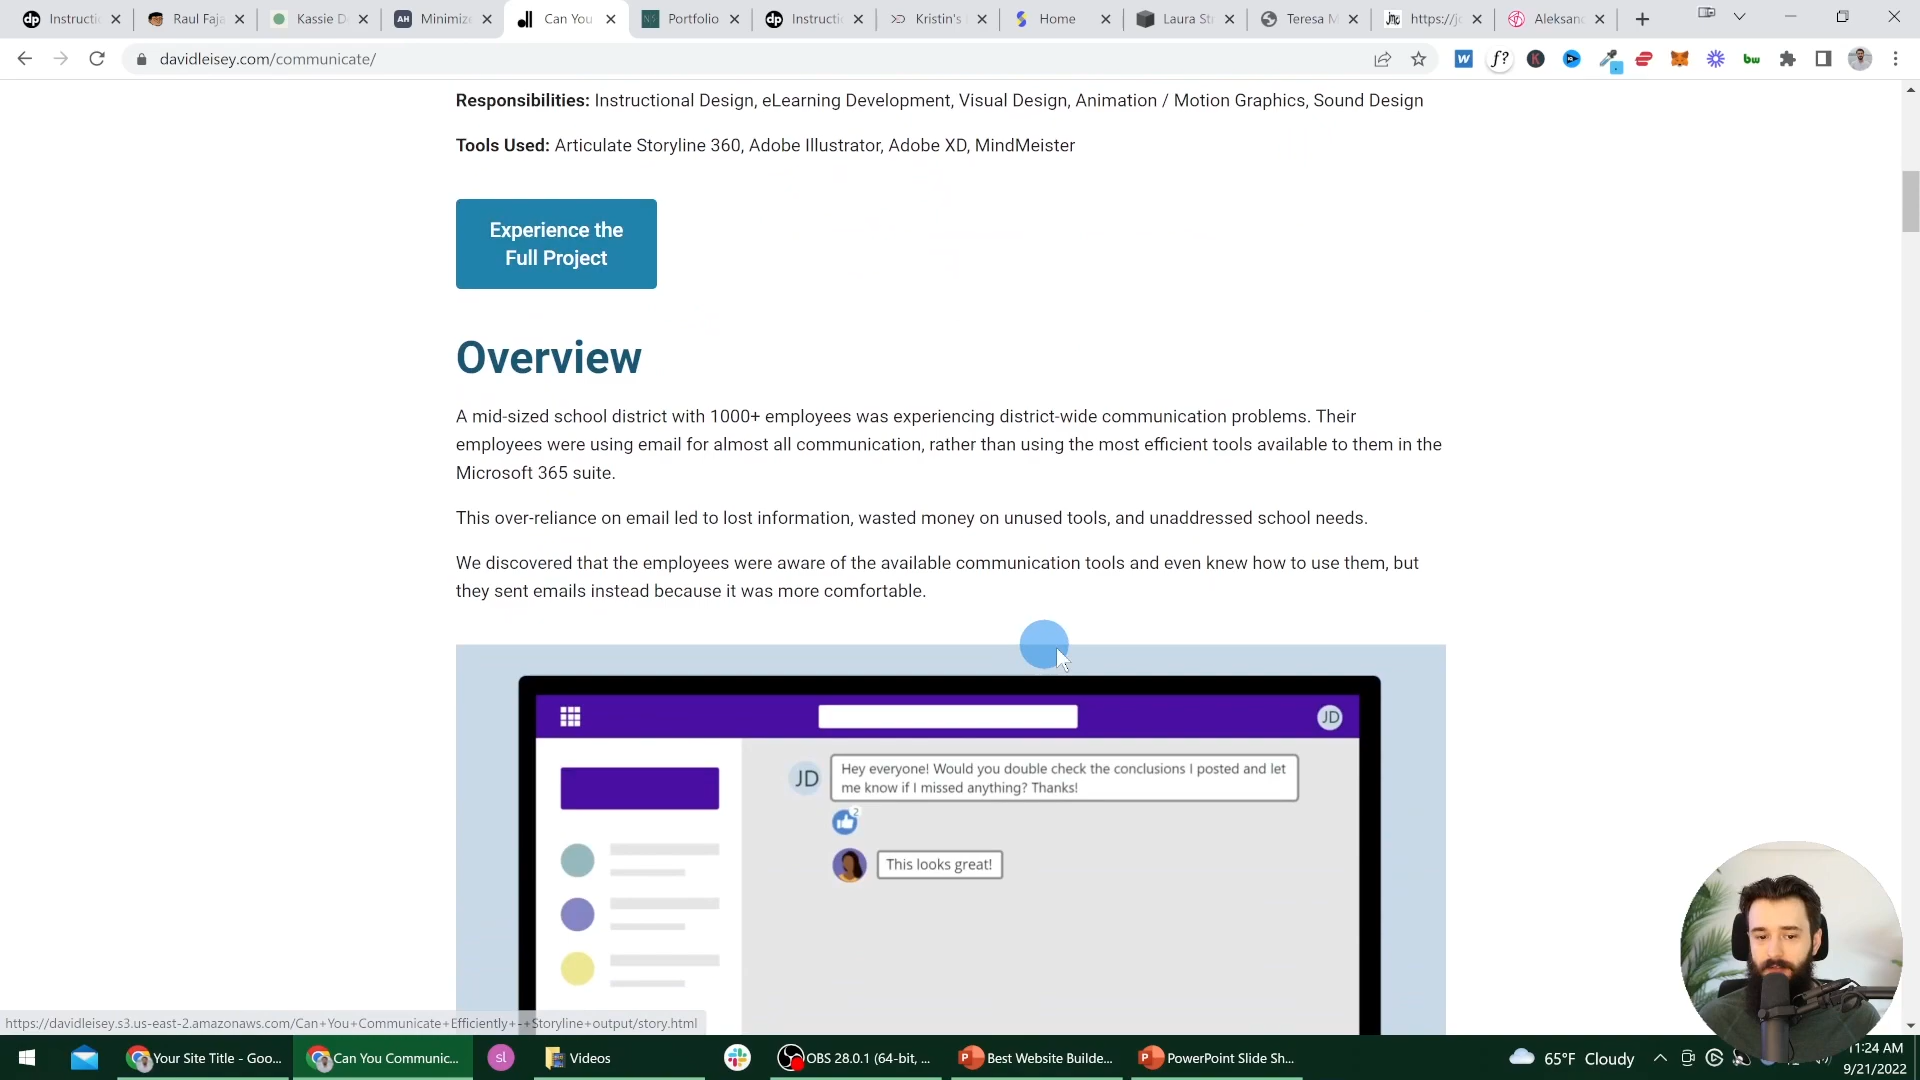 dp Instructi
Raul Faja
Kassie D
AH Minimize
dl Can You
NS Portfolio
dp Instructi
Kristin's
Home
Laura St
Teresa M
https://j
Aleksand
davidleisey.com/communicate/
Responsibilities: Instructional Design, eLearning Development, Visual Design, Animation / Motion Graphics, Sound Design
Tools Used: Articulate Storyline 360, Adobe Illustrator, Adobe XD, MindMeister
Experience the
Full Project
Overview
A mid-sized school district with 1000+ employees was experiencing district-wide communication problems. Their
employees were using email for almost all communication, rather than using the most efficient tools available to them in the
Microsoft 365 suite.
This over-reliance on email led to lost information, wasted money on unused tools, and unaddressed school needs.
We discovered that the employees were aware of the available communication tools and even knew how to use them, but
they sent emails instead because it was more comfortable.
JD
JD
Hey everyone! Would you double check the conclusions I posted and let
me know if I missed anything? Thanks!
2
This looks great!
https://davidleisey.s3.us-east-2.amazonaws.com/Can+You+Communicate+Efficiently+-+Storyline+output/story.html
Your Site Title - Goo...
Can You Communic...
sl
Videos
OBS 28.0.1 (64-bit, ...
Best Website Builde...
PowerPoint Slide Sh...
65°F Cloudy
11:24 AM
9/21/2022